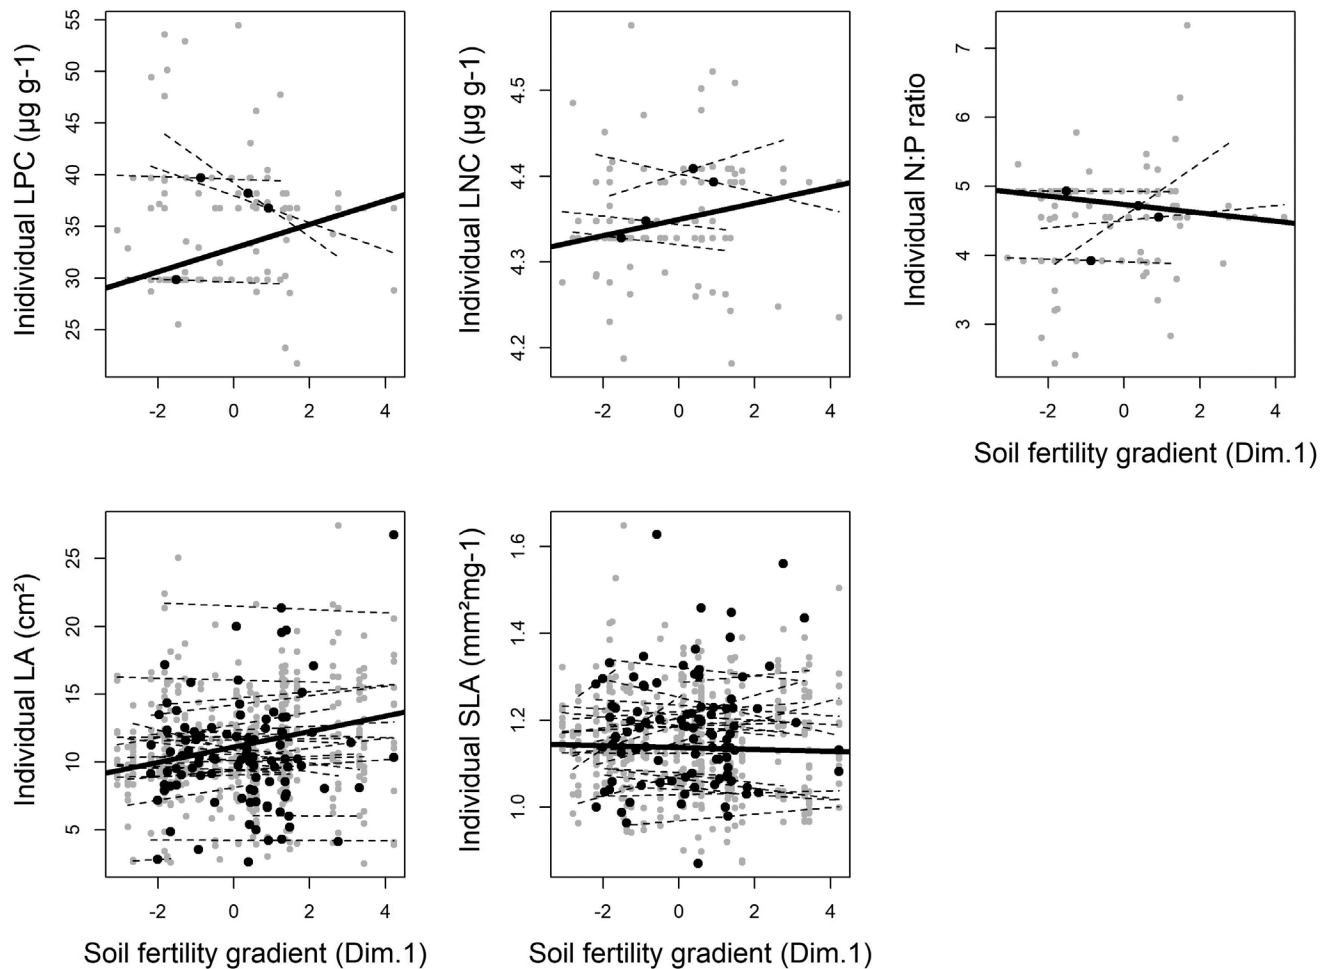 Inidividual LPC (µg g-1)
55
50
45
40
35
30
25
-2 0 2 4
Individual LNC (µg g-1)
4.5
4.4
4.3
4.2
-2 0 2 4
Individual N:P ratio
7
6
5
4
3
-2 0 2 4
Soil fertility gradient (Dim.1)
Individual LA (cm²)
25
20
15
10
5
-2 0 2 4
Soil fertility gradient (Dim.1)
Individual SLA (mm²mg-1)
1.6
1.4
1.2
1.0
-2 0 2 4
Soil fertility gradient (Dim.1)